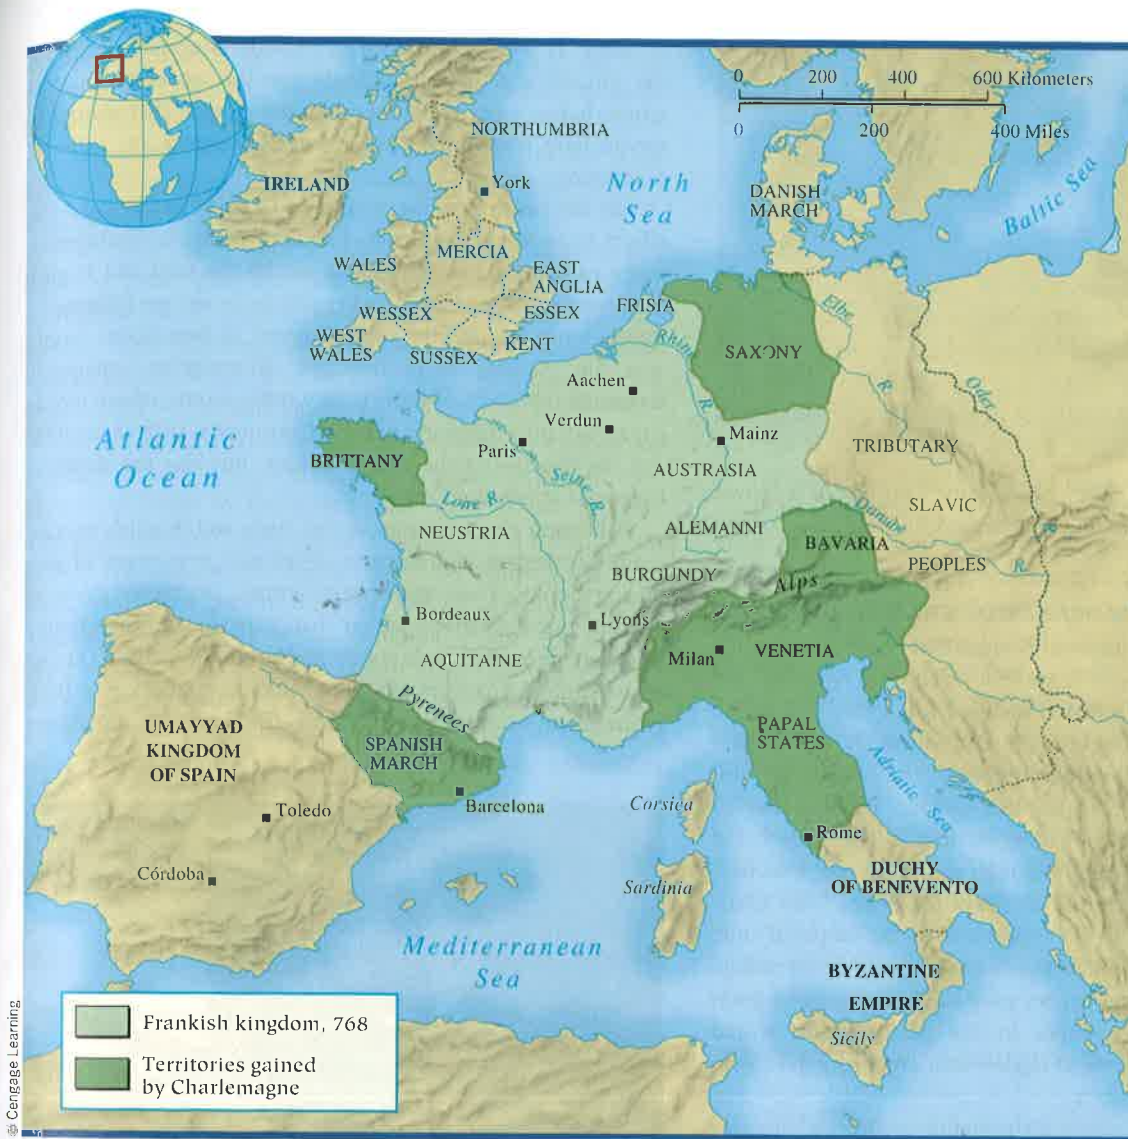 0 200 400 600 Kilometers
0 200 400 Miles
NORTHUMBRIA
IRELAND
York
North
Sea
DANISH
MARCH
Baltic Sea
MERCIA
WALES
EAST
ANGLIA
WESSEX
ESSEX
FRISIA
Elbe
R.
WEST
WALES
SUSSEX
KENT
Rhine
R.
SAXONY
Aachen
Oder
R.
Verdun
Mainz
Atlantic
Ocean
Paris
BRITTANY
AUSTRASIA
TRIBUTARY
SLAVIC
PEOPLES
Seine R.
Loire R.
NEUSTRIA
ALEMANNI
Danube
R.
BAVARIA
BURGUNDY
Alps
Bordeaux
Lyons
AQUITAINE
Milan
VENETIA
Pyrenees
UMAYYAD
KINGDOM
OF SPAIN
SPANISH
MARCH
PAPAL
STATES
Adriatic Sea
Barcelona
Corsica
Toledo
Rome
Córdoba
Sardinia
DUCHY
OF BENEVENTO
Mediterranean
Sea
BYZANTINE
EMPIRE
Sicily
Frankish kingdom, 768
Territories gained
by Charlemagne
© Cengage Learning